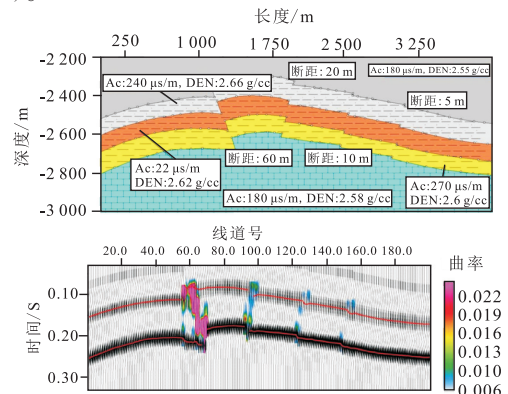 长度/m
250 1 000 1 750 2 500 3 250
深度/m
-2 200
-2 400
-2 600
-2 800
-3 000
断距:20 m
Ac:180 μs/m, DEN:2.55 g/cc
Ac:240 μs/m, DEN:2.66 g/cc
断距:5 m
断距:60 m
断距:10 m
Ac:22 μs/m
DEN:2.62 g/cc
Ac:180 μs/m, DEN:2.58 g/cc
Ac:270 μs/m
DEN:2.6 g/cc
线道号
20.0 40.0 60.0 80.0 100.0 120.0 140.0 160.0 180.0
时间/S
0.10
0.20
0.30
曲率
0.022
0.019
0.016
0.013
0.010
0.006